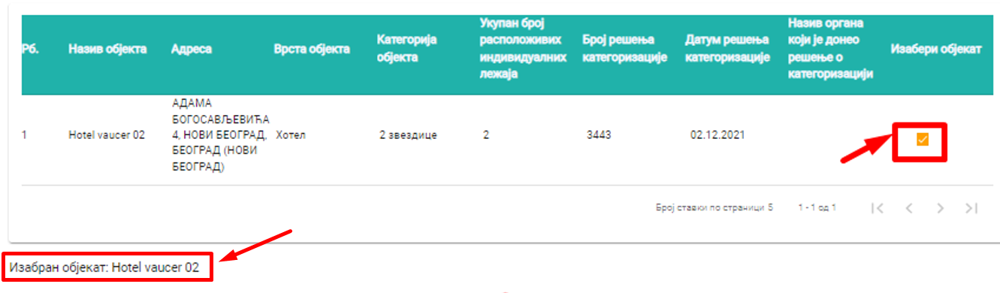 Рб.
Назив објекта
Адреса
Врста објекта
Категорија
објекта
Укупан број
расположивих
индивидуалних
лежаја
Број решења
категоризације
Датум решења
категоризације
Назив органа
који је донео
решење о
категоризацији
Изабери објекат
1
Hotel vaucer 02
АДАМА
БОГОСАВЉЕВИЋА
4, НОВИ БЕОГРАД,
БЕОГРАД (НОВИ
БЕОГРАД)
Хотел
2 звездице
2
3443
02.12.2021
Број ставки по страници 5
1 - 1 од 1
Изабран објекат: Hotel vaucer 02